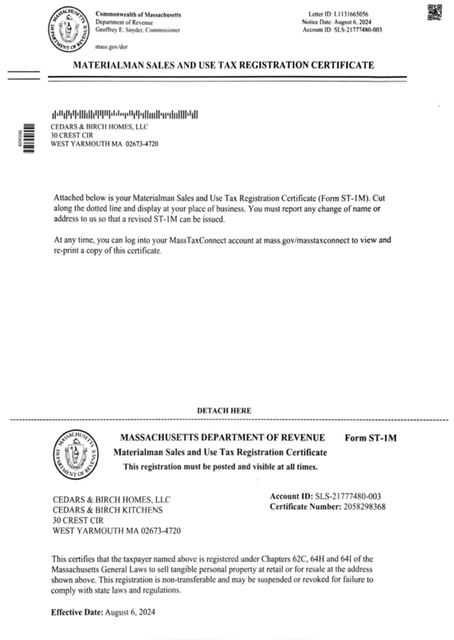 Commonwealth of Massachusetts
Department of Revenue
Geoffrey E. Snyder, Commissioner
mass.gov/dor
Letter ID: L1131665056
Notice Date: August 6, 2024
Account ID: SLS-21777480-003
MATERIALMAN SALES AND USE TAX REGISTRATION CERTIFICATE
CEDARS & BIRCH HOMES, LLC
30 CREST CIR
WEST YARMOUTH MA 02673-4720
Attached below is your Materialman Sales and Use Tax Registration Certificate (Form ST-1M). Cut
along the dotted line and display at your place of business. You must report any change of name or
address to us so that a revised ST-1M can be issued.
At any time, you can log into your MassTaxConnect account at mass.gov/masstaxconnect to view and
re-print a copy of this certificate.
DETACH HERE
MASSACHUSETTS DEPARTMENT OF REVENUE
Form ST-1M
Materialman Sales and Use Tax Registration Certificate
This registration must be posted and visible at all times.
CEDARS & BIRCH HOMES, LLC
CEDARS & BIRCH KITCHENS
30 CREST CIR
WEST YARMOUTH MA 02673-4720
Account ID: SLS-21777480-003
Certificate Number: 2058298368
This certifies that the taxpayer named above is registered under Chapters 62C, 64H and 64I of the
Massachusetts General Laws to sell tangible personal property at retail or for resale at the address
shown above. This registration is non-transferable and may be suspended or revoked for failure to
comply with state laws and regulations.
Effective Date: August 6, 2024